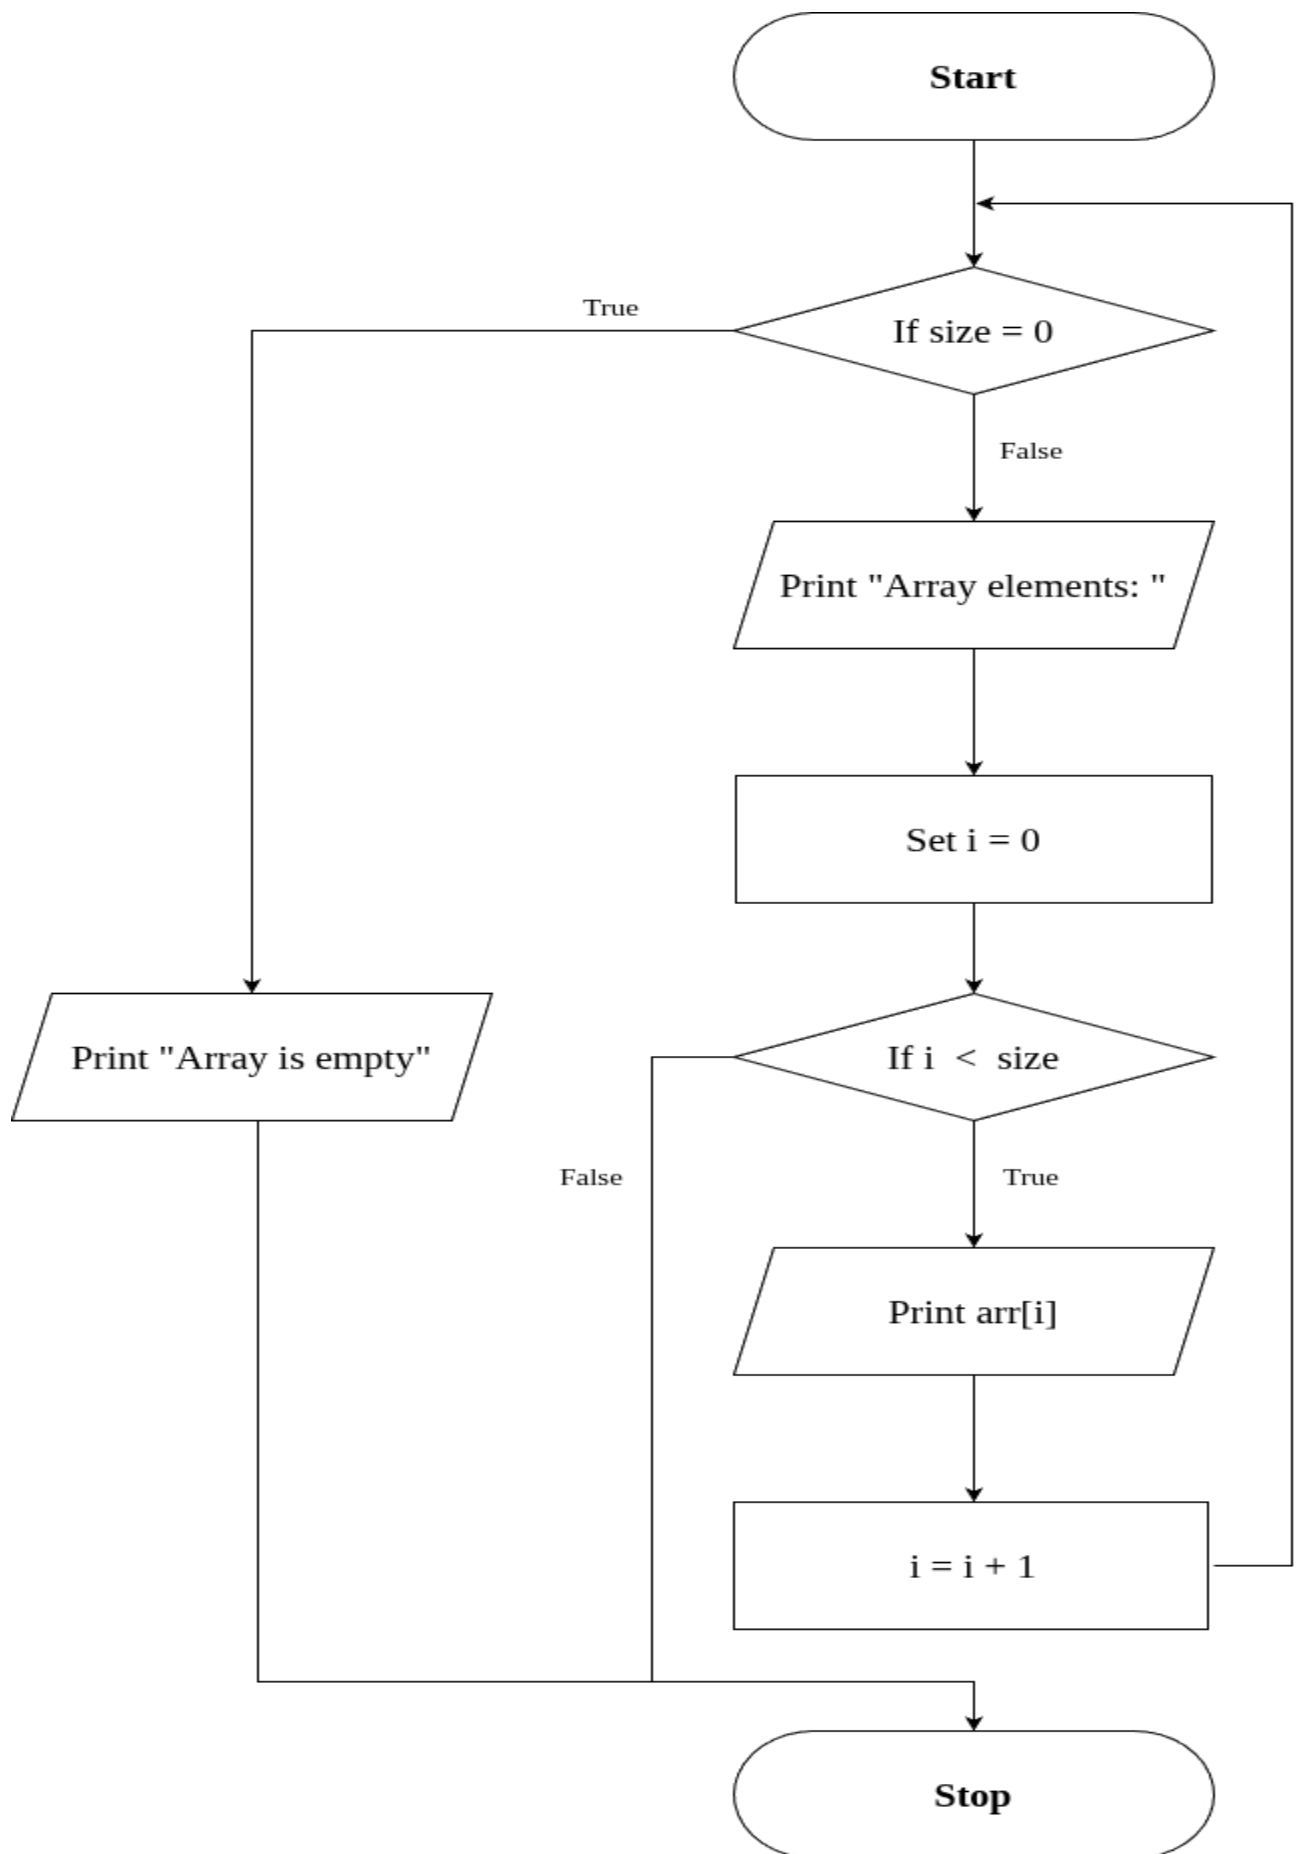 Start
True
If size = 0
False
Print "Array elements: "
Set i = 0
Print "Array is empty"
If i < size
False
True
Print arr[i]
i = i + 1
Stop